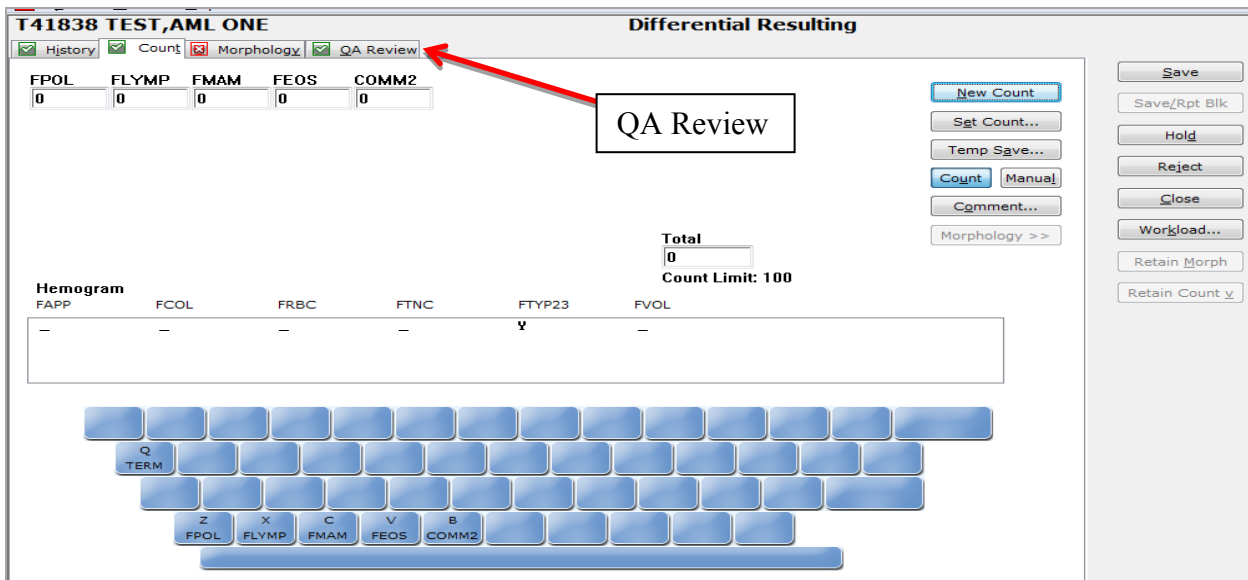 T41838 TEST,AML ONE Differential Resulting
History Count Morphology QA Review
FPOL FLYMP FMAM FEOS COMM2
0 0 0 0 0
QA Review
New Count
Set Count...
Temp Save...
Count Manual
Comment...
Morphology >>
Save
Save/Rpt Blk
Hold
Reject
Close
Workload...
Retain Morph
Retain Count v
Total
0
Count Limit: 100
Hemogram
FAPP FCOL FRBC FTNC FTYP23 FVOL
_ _ _ _ Y _
Q
TERM
Z X C V B
FPOL FLYMP FMAM FEOS COMM2